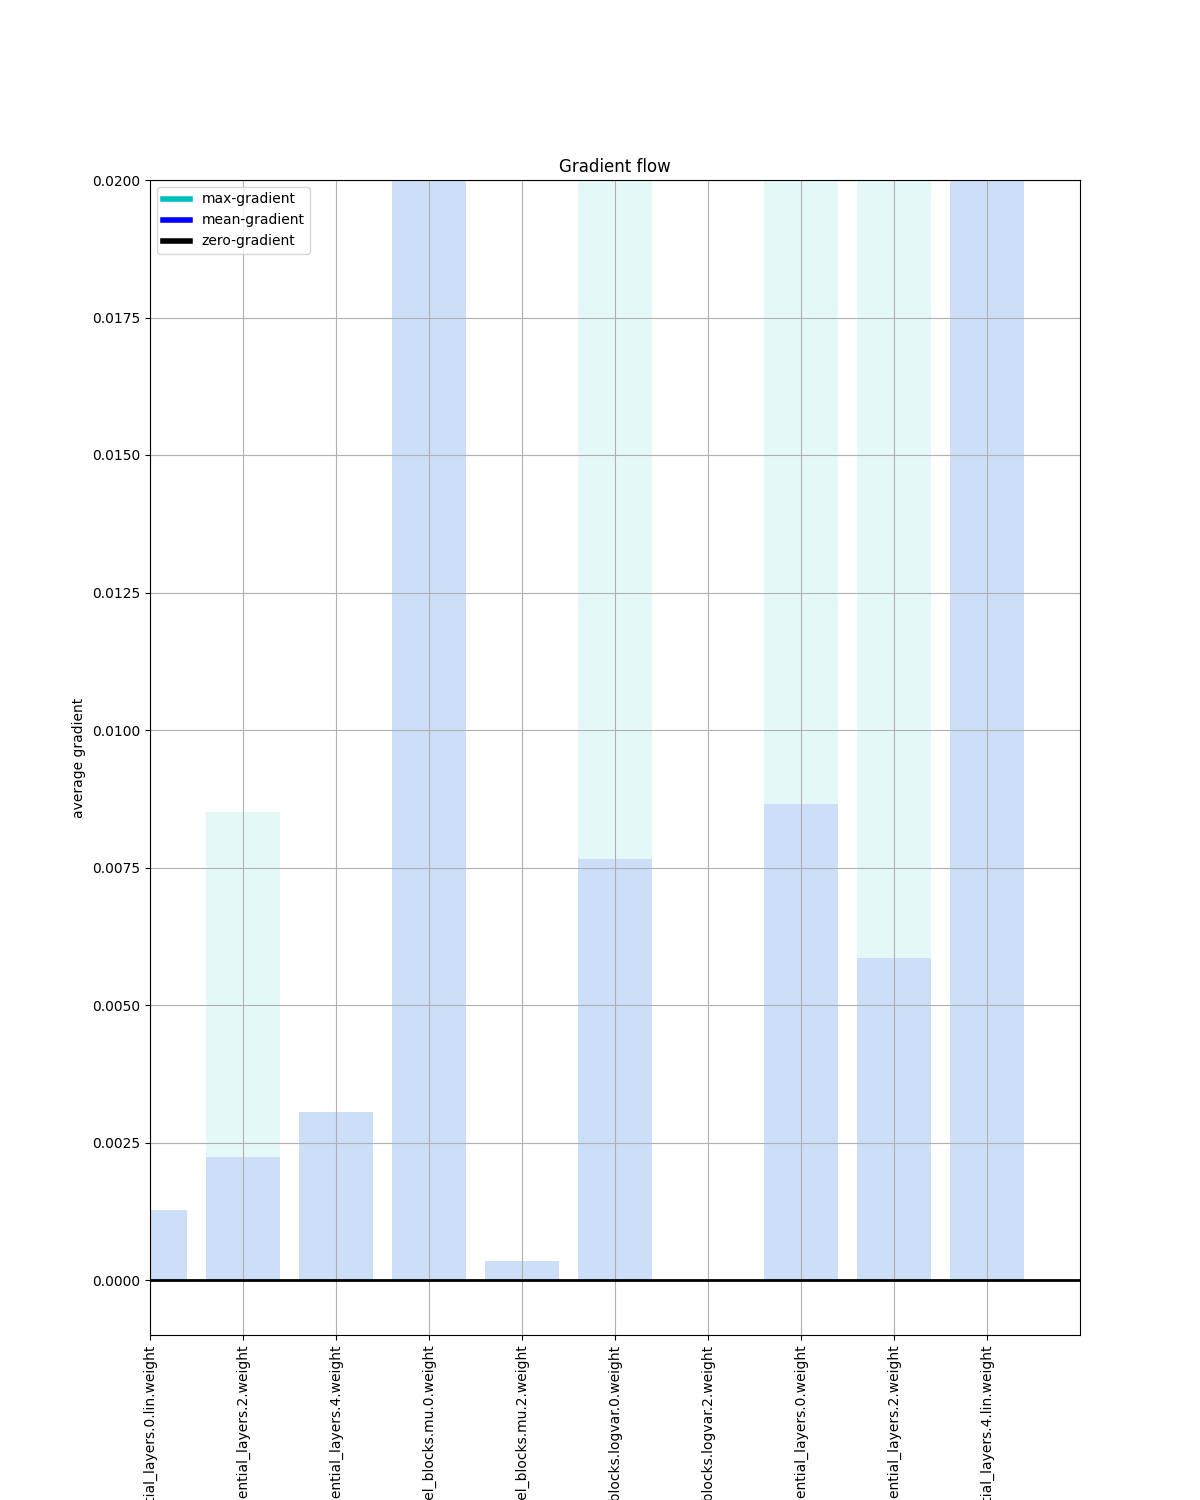 Gradient flow
max-gradient
mean-gradient
zero-gradient
0.0200
0.0175
0.0150
0.0125
0.0100
0.0075
0.0050
0.0025
0.0000
average gradient
tial_layers.0.lin.weight
ential_layers.2.weight
ential_layers.4.weight
el_blocks.mu.0.weight
el_blocks.mu.2.weight
blocks.logvar.0.weight
blocks.logvar.2.weight
ential_layers.0.weight
ential_layers.2.weight
tial_layers.4.lin.weight